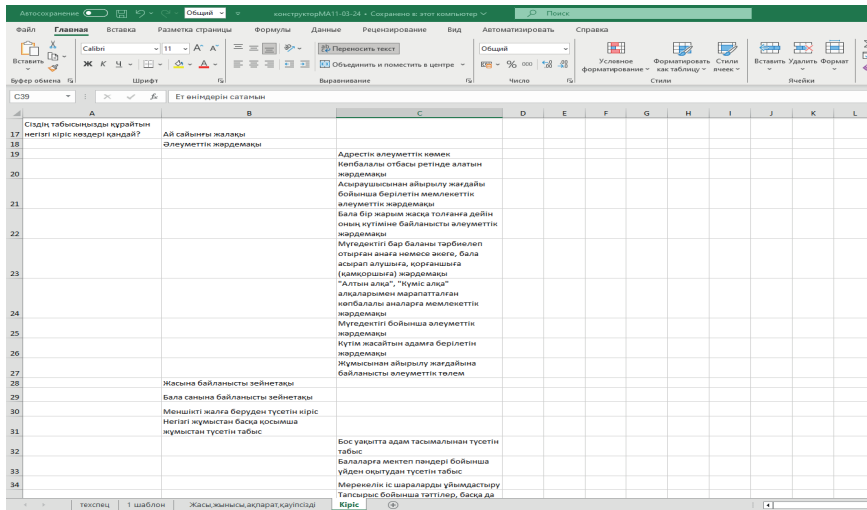 Автосохранение
Общий
конструкторМА11-03-24 • Сохранено в: этот компьютер
Поиск
Файл Главная Вставка Разметка страницы Формулы Данные Рецензирование Вид Автоматизировать Справка
Вставить
Calibri 11
Переносить текст
Общий
Ж К Ч
Объединить и поместить в центре
% 000
Условное форматирование
Форматировать как таблицу
Стили ячеек
Вставить Удалить Формат
Буфер обмена Шрифт Выравнивание Число Стили Ячейки
C39 fx Ет өнімдерін сатамын
A B C D E F G H I J K L
Сіздің табысыңызды құрайтын
17 негізгі кіріс көздері қандай? Ай сайынғы жалақы
18 Әлеуметтік жәрдемақы
19 Адрестік әлеуметтік көмек
Көпбалалы отбасы ретінде алатын
20 жәрдемақы
Асыраушысынан айырылу жағдайы
бойынша берілетін мемлекеттік
21 әлеуметтік жәрдемақы
Бала бір жарым жасқа толғанға дейін
оның күтіміне байланысты әлеуметтік
22 жәрдемақы
Мүгедектігі бар баланы тәрбиелеп
отырған анаға немесе әкеге, бала
асырап алушыға, қорғаншыға
23 (қамқоршыға) жәрдемақы
"Алтын алқа", "Күміс алқа"
алқаларымен марапатталған
көпбалалы аналарға мемлекеттік
24 жәрдемақы
Мүгедектігі бойынша әлеуметтік
25 жәрдемақы
Күтім жасайтын адамға берілетін
26 жәрдемақы
Жұмысынан айырылу жағдайына
27 байланысты әлеуметтік төлем
28 Жасына байланысты зейнетақы
29 Бала санына байланысты зейнетақы
30 Меншікті жалға беруден түсетін кіріс
Негізгі жұмыстан басқа қосымша
31 жұмыстан түсетін табыс
Бос уақытта адам тасымалынан түсетін
32 табыс
Балаларға мектеп пәндері бойынша
33 үйден оқытудан түсетін табыс
34 Мерекелік іс шараларды ұйымдастыру
Тапсырыс бойынша тәттілер, басқа да
техспец 1 шаблон Жасы,жынысы,ақпарат,қауіпсізді Кіріс